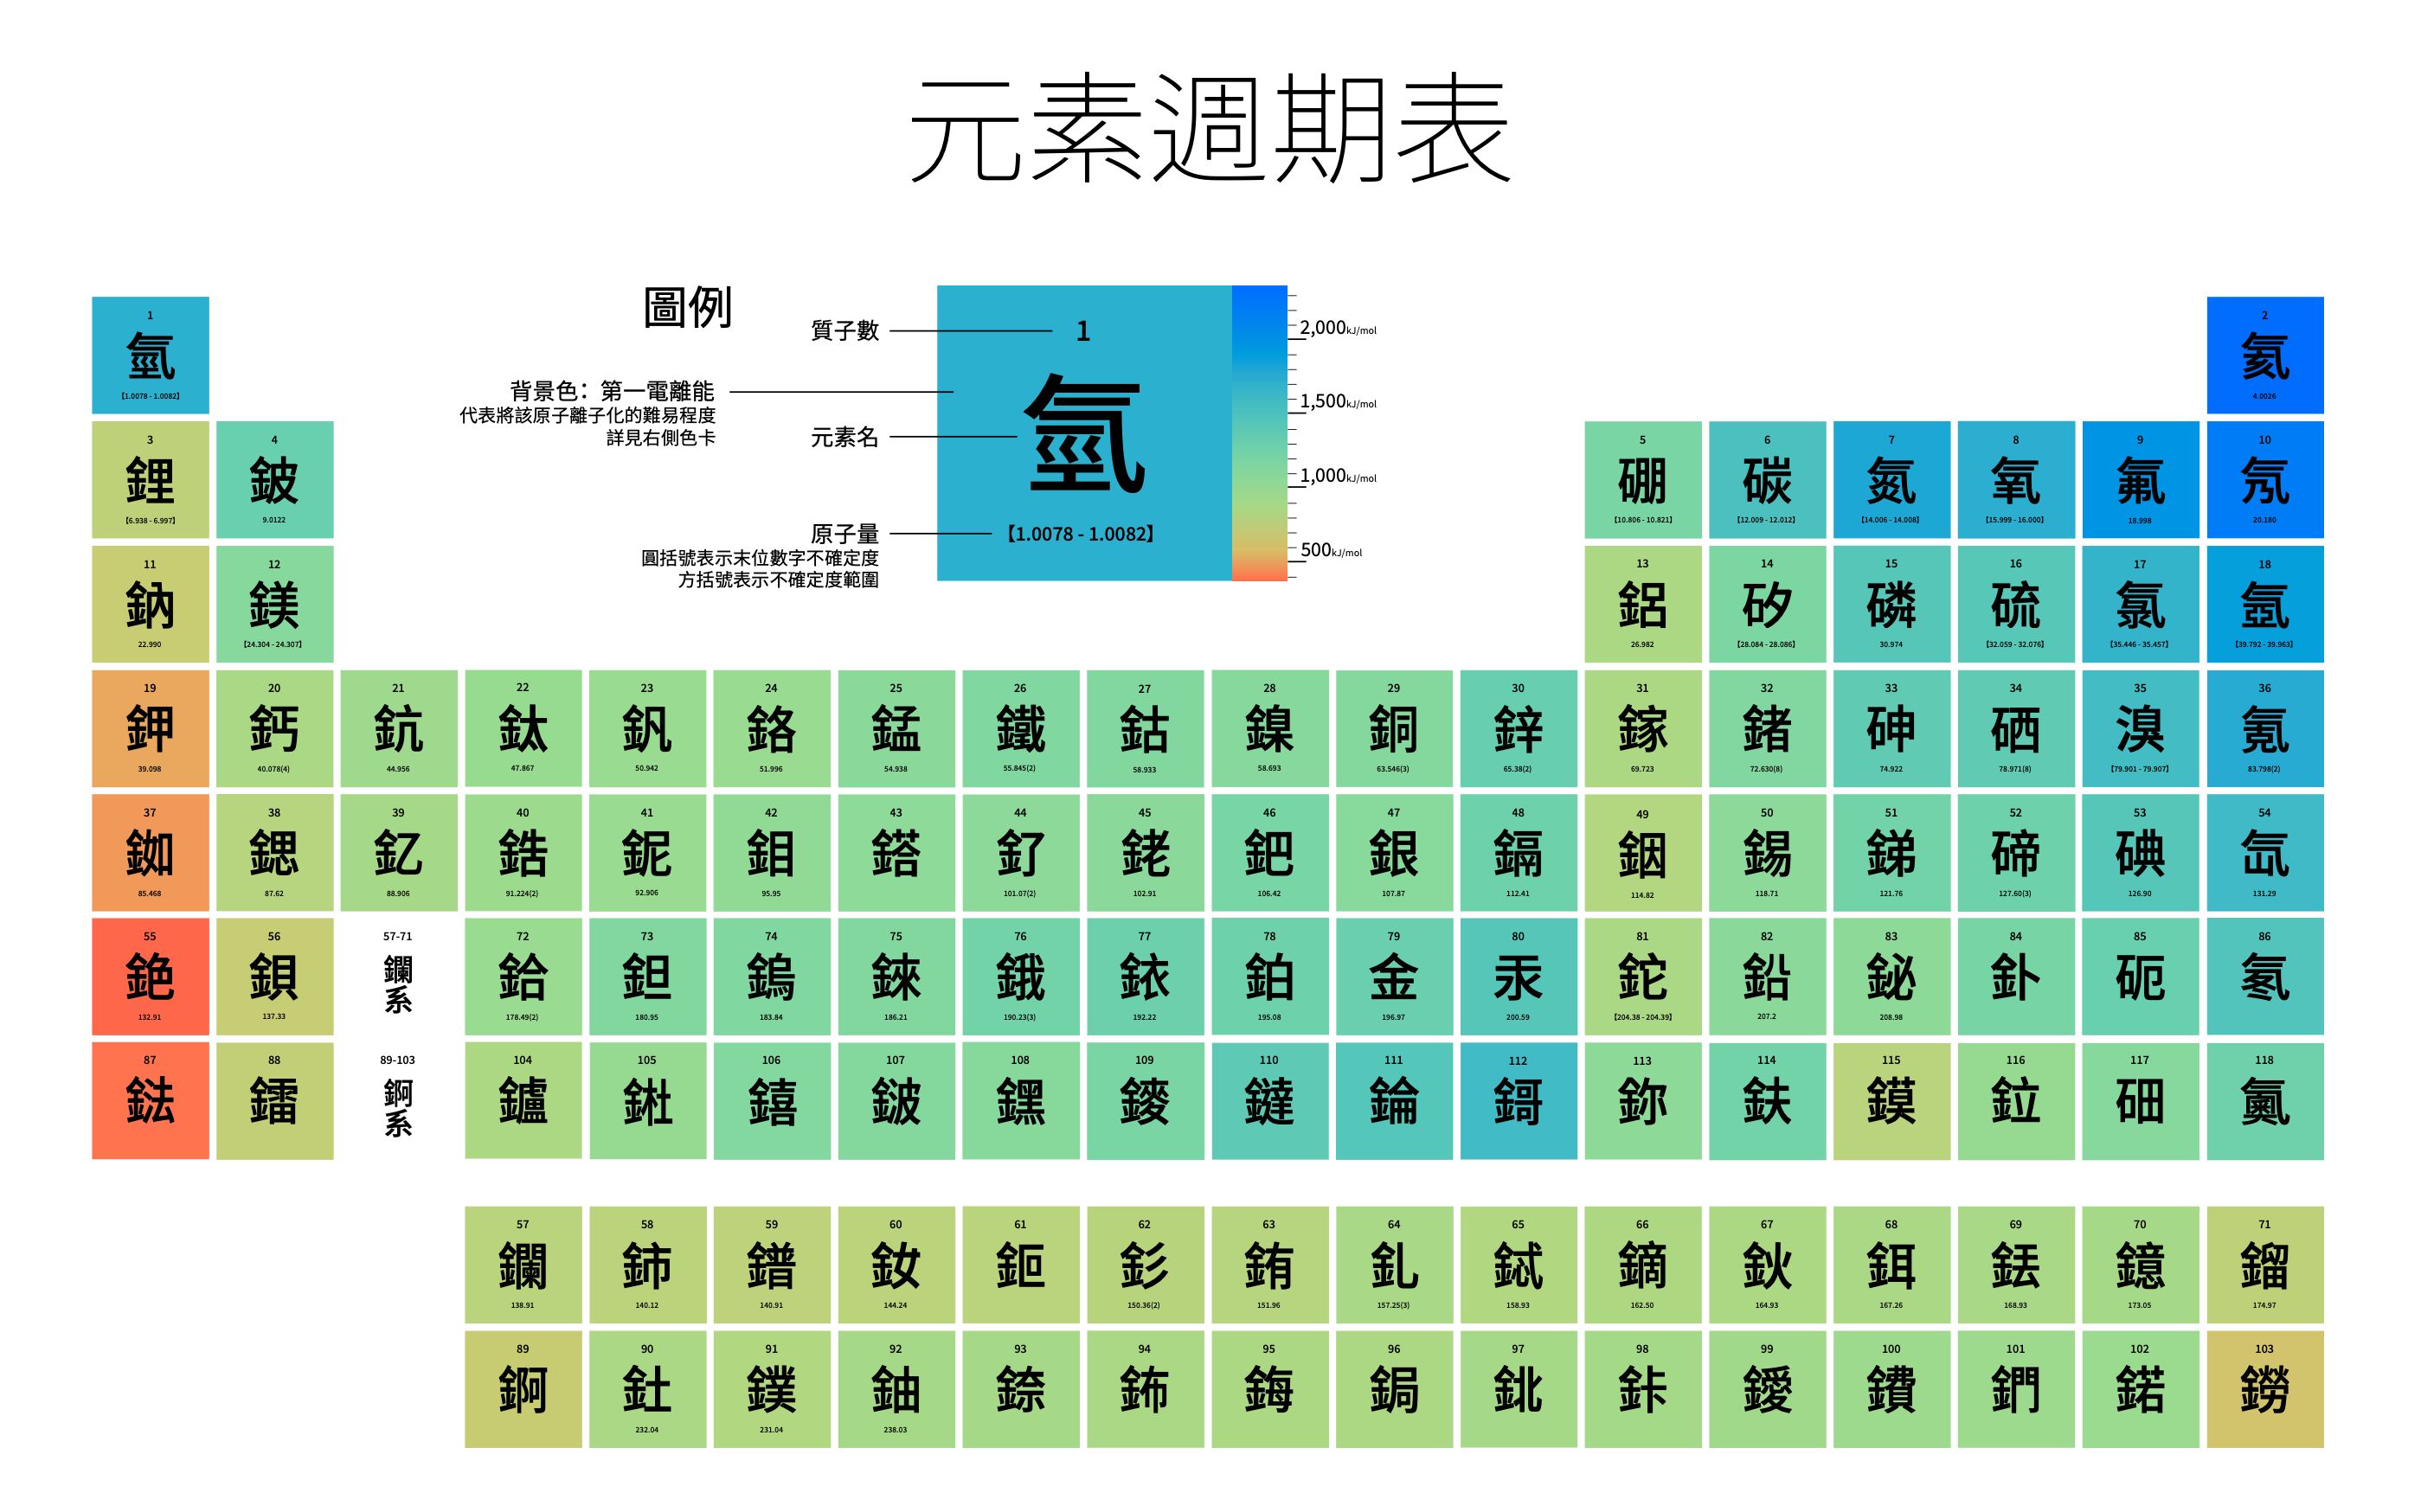 元素週期表
圖例
質子數
背景色：第一電離能
代表將該原子離子化的難易程度
詳見右側色卡
元素名
原子量
圓括號表示末位數字不確定度
方括號表示不確定度範圍
1
氫
【1.0078 - 1.0082】
2,000kJ/mol
1,500kJ/mol
1,000kJ/mol
500kJ/mol
1
氫
【1.0078 - 1.0082】
2
氦
4.0026
3
鋰
【6.938 - 6.997】
4
鈹
9.0122
5
硼
【10.806 - 10.821】
6
碳
【12.009 - 12.012】
7
氮
【14.006 - 14.008】
8
氧
【15.999 - 16.000】
9
氟
18.998
10
氖
20.180
11
鈉
22.990
12
鎂
【24.304 - 24.307】
13
鋁
26.982
14
矽
【28.084 - 28.086】
15
磷
30.974
16
硫
【32.059 - 32.076】
17
氯
【35.446 - 35.457】
18
氬
【39.792 - 39.963】
19
鉀
39.098
20
鈣
40.078(4)
21
鈧
44.956
22
鈦
47.867
23
釩
50.942
24
鉻
51.996
25
錳
54.938
26
鐵
55.845(2)
27
鈷
58.933
28
鎳
58.693
29
銅
63.546(3)
30
鋅
65.38(2)
31
鎵
69.723
32
鍺
72.630(8)
33
砷
74.922
34
硒
78.971(8)
35
溴
【79.901 - 79.907】
36
氪
83.798(2)
37
銣
85.468
38
鍶
87.62
39
釔
88.906
40
鋯
91.224(2)
41
鈮
92.906
42
鉬
95.95
43
鎝
44
釕
101.07(2)
45
銠
102.91
46
鈀
106.42
47
銀
107.87
48
鎘
112.41
49
銦
114.82
50
錫
118.71
51
銻
121.76
52
碲
127.60(3)
53
碘
126.90
54
氙
131.29
55
銫
132.91
56
鋇
137.33
57-71
鑭
系
72
鉿
178.49(2)
73
鉭
180.95
74
鎢
183.84
75
錸
186.21
76
鋨
190.23(3)
77
銥
192.22
78
鉑
195.08
79
金
196.97
80
汞
200.59
81
鉈
【204.38 - 204.39】
82
鉛
207.2
83
鉍
208.98
84
釙
85
砈
86
氡
87
鍅
88
鐳
89-103
錒
系
104
鑪
105
𨧀
106
𨭎
107
𨨏
108
𨭆
109
䥑
110
鐽
111
錀
112
鎶
113
鉨
114
鈇
115
鏌
116
鉝
117
鿬
118
鿫
57
鑭
138.91
58
鈰
140.12
59
鐠
140.91
60
釹
144.24
61
鉕
62
釤
150.36(2)
63
銪
151.96
64
釓
157.25(3)
65
鋱
158.93
66
鏑
162.50
67
鈥
164.93
68
鉺
167.26
69
銩
168.93
70
鐿
173.05
71
鎦
174.97
89
錒
90
釷
232.04
91
鏷
231.04
92
鈾
238.03
93
錼
94
鈽
95
鋂
96
鋦
97
鉳
98
鉲
99
鑀
100
鐨
101
鍆
102
鍩
103
鐒